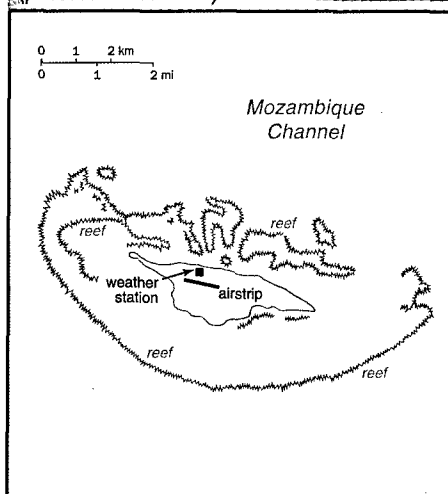 0 1 2 km
0 1 2 mi
Mozambique
Channel
reef
reef
weather
station
airstrip
reef
reef